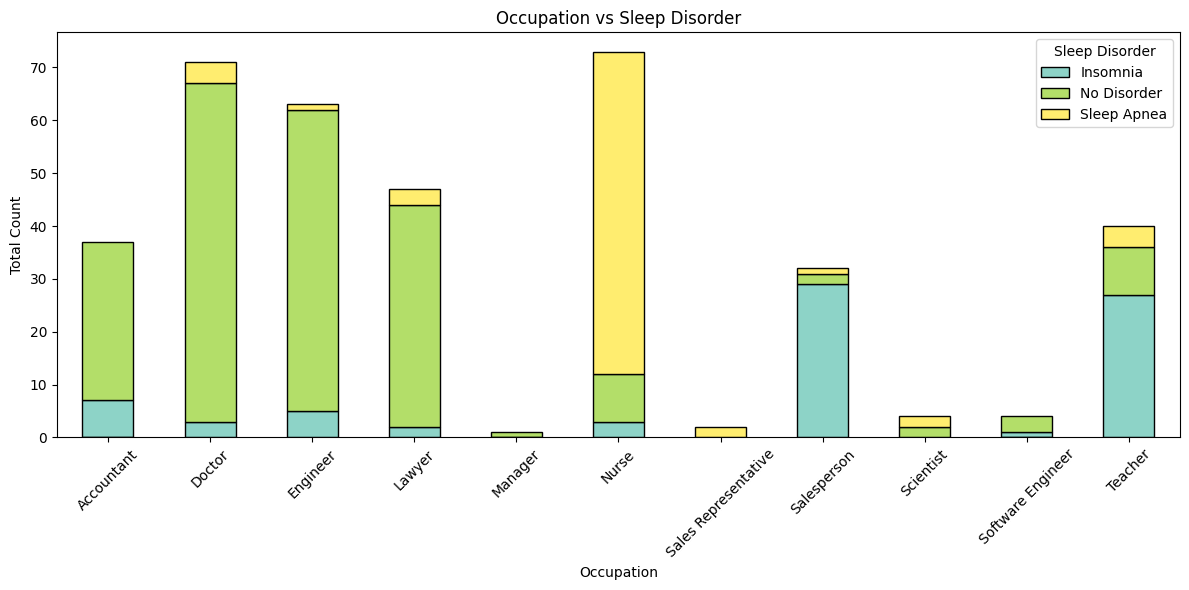 Occupation vs Sleep Disorder
Sleep Disorder
Insomnia
No Disorder
Sleep Apnea
Total Count
70
60
50
40
30
20
10
0
Accountant
Doctor
Engineer
Lawyer
Manager
Nurse
Sales Representative
Salesperson
Scientist
Software Engineer
Teacher
Occupation